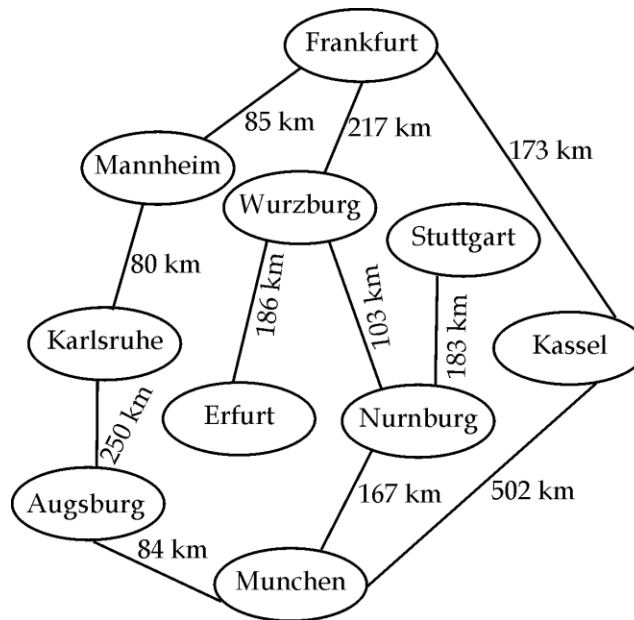 Frankfurt
85 km
217 km
173 km
Mannheim
Wurzburg
Stuttgart
80 km
186 km
103 km
183 km
Karlsruhe
Kassel
250 km
Erfurt
Nurnburg
Augsburg
167 km
502 km
84 km
Munchen